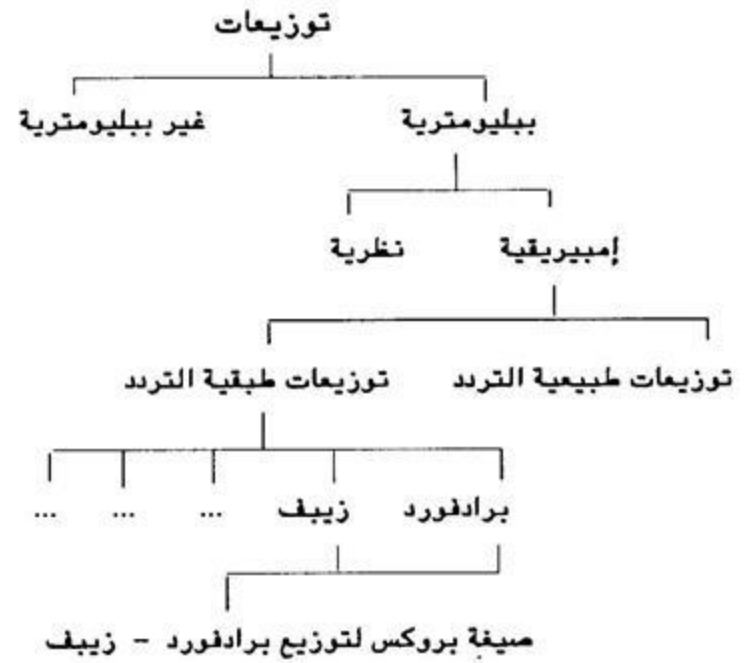 توزيعات
ببليومترية غير ببليومترية
إمبيريقية نظرية
توزيعات طبيعية التردد توزيعات طبقية التردد
برادفورد زيبف ... ... ...
صيغة بروكس لتوزيع برادفورد - زيبف